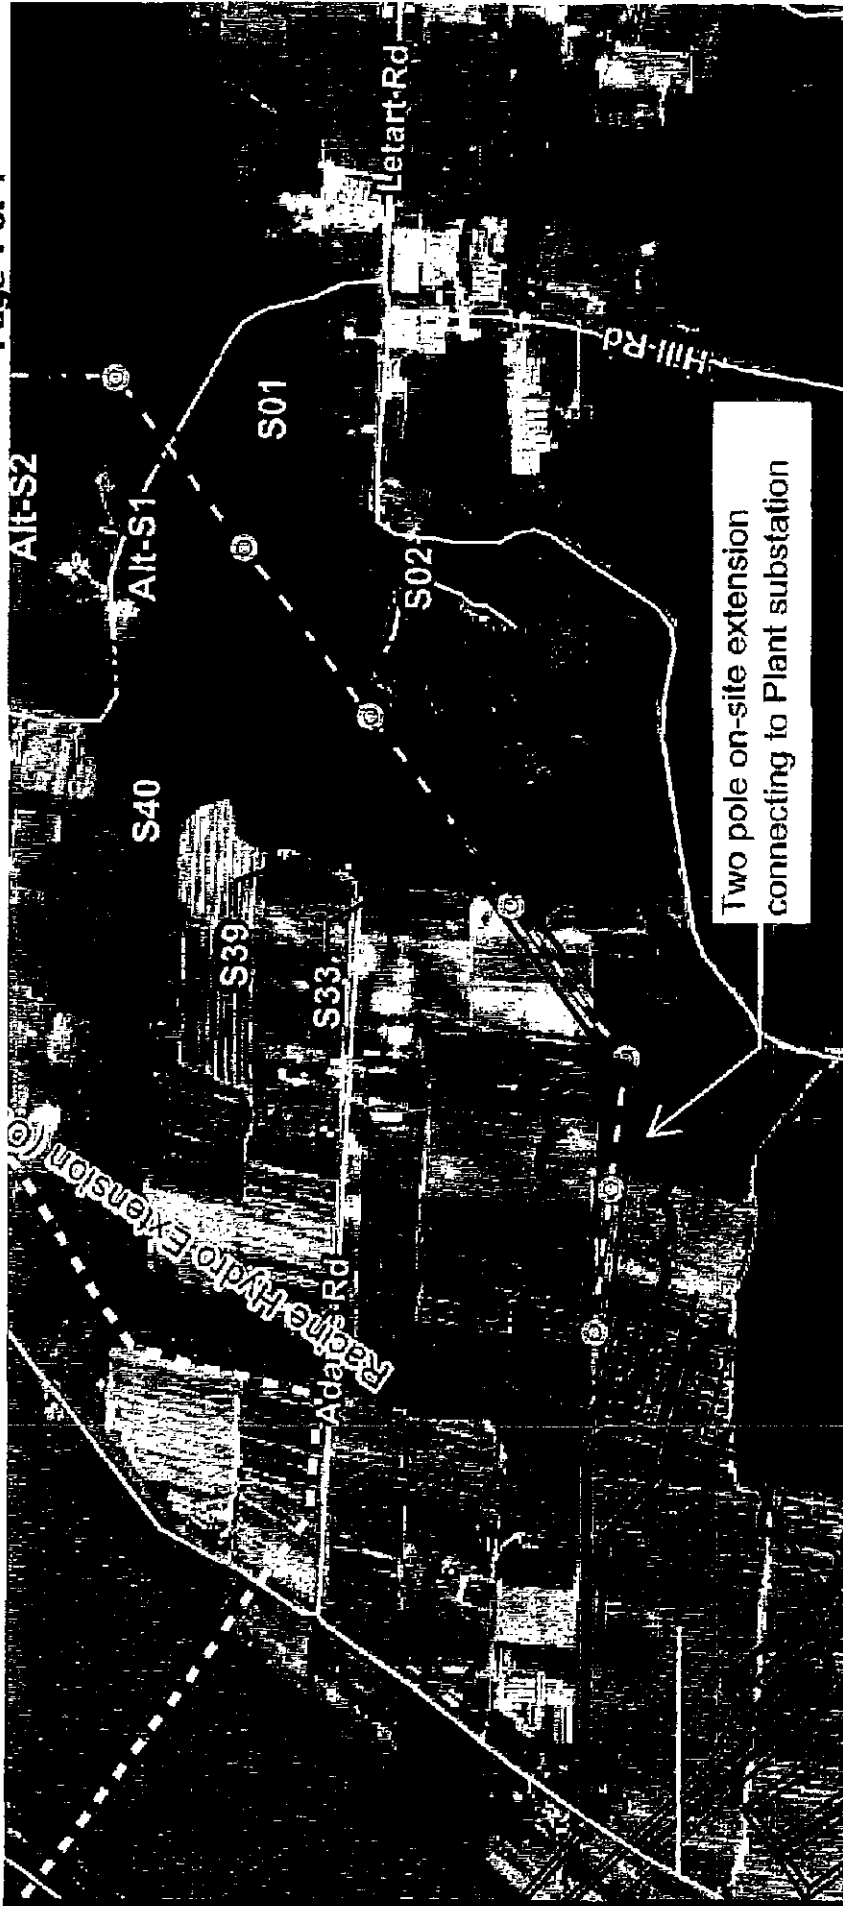 Alt-S2
Alt-S1
S01
Letart-Rd
Hill-Rd
S02
S40
S39
S33
Racine Hydro Extension (o
Adams-Rd
Two pole on-site extension
connecting to Plant substation